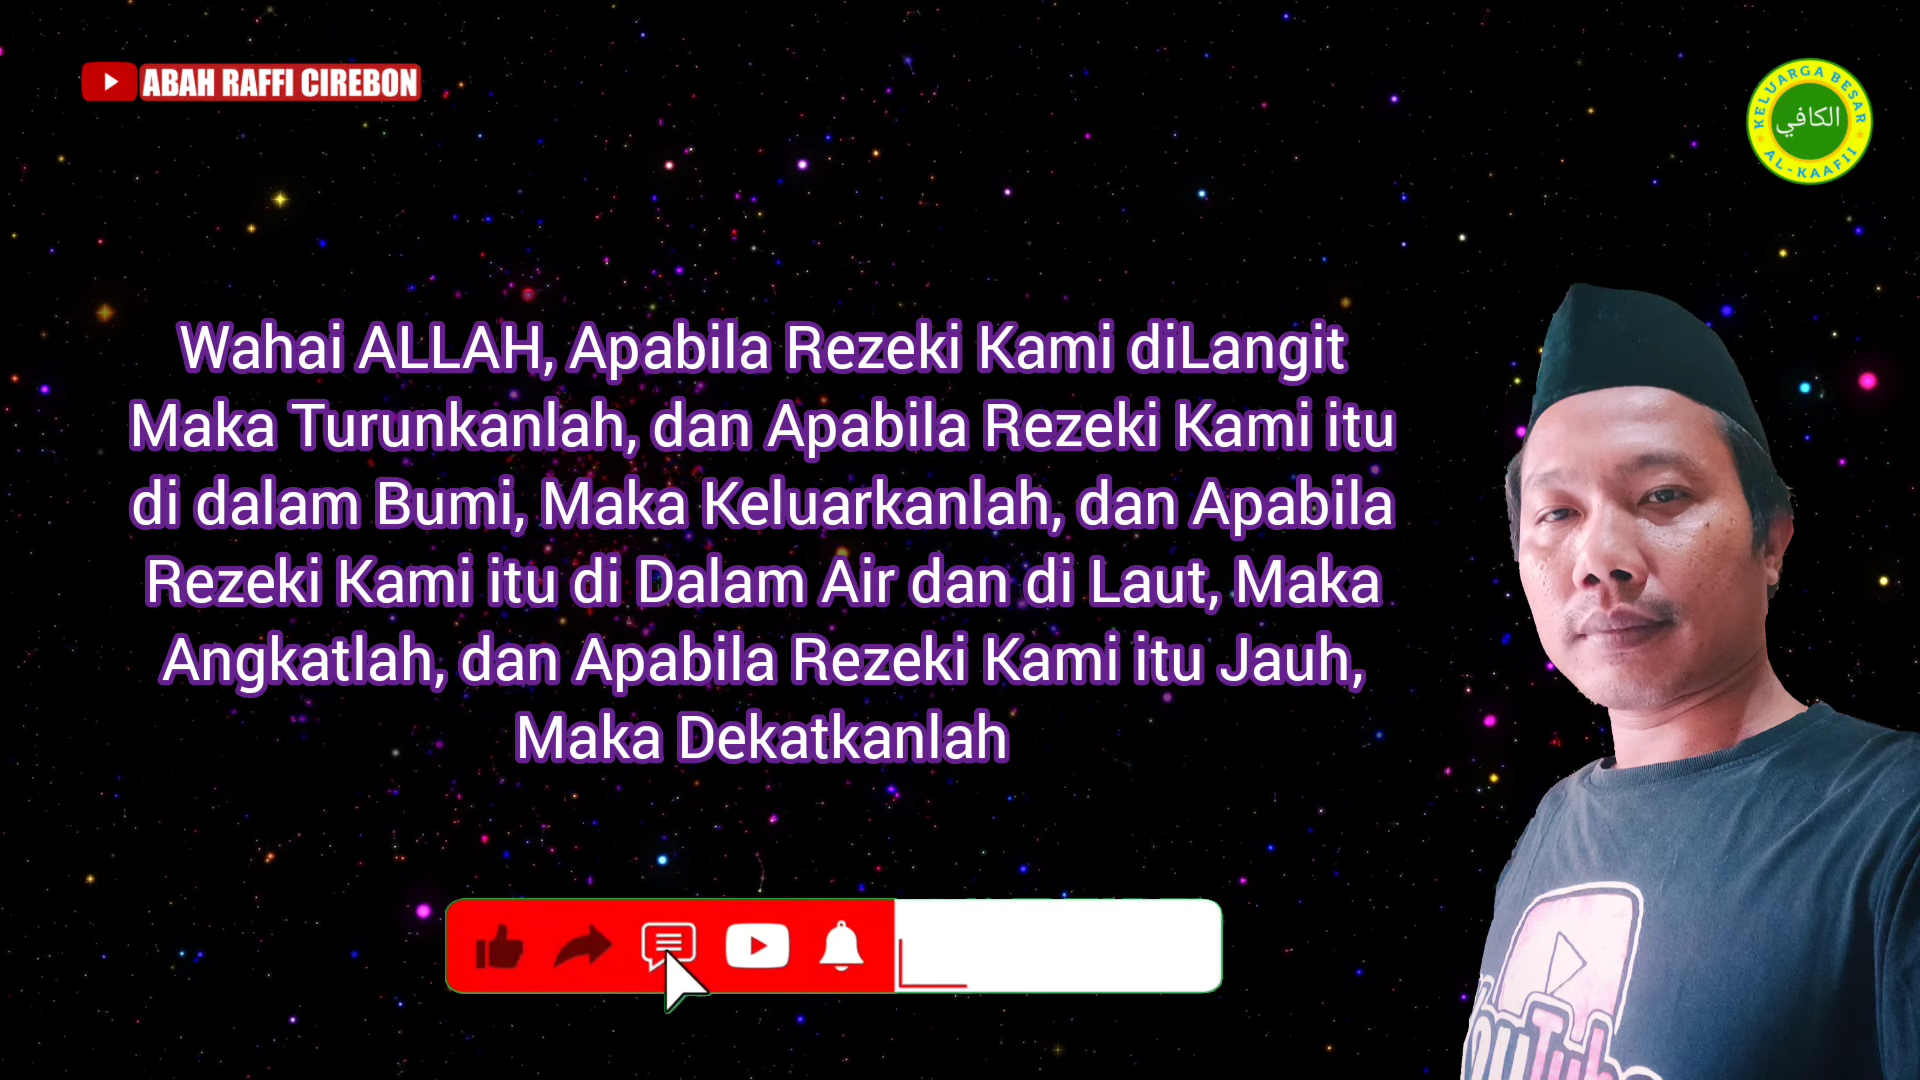 ABAH RAFFI CIREBON
KELUARGA BESAR
الكافي
AL-KAAFII
Wahai ALLAH, Apabila Rezeki Kami diLangit
Maka Turunkanlah, dan Apabila Rezeki Kami itu
di dalam Bumi, Maka Keluarkanlah, dan Apabila
Rezeki Kami itu di Dalam Air dan di Laut, Maka
Angkatlah, dan Apabila Rezeki Kami itu Jauh,
Maka Dekatkanlah